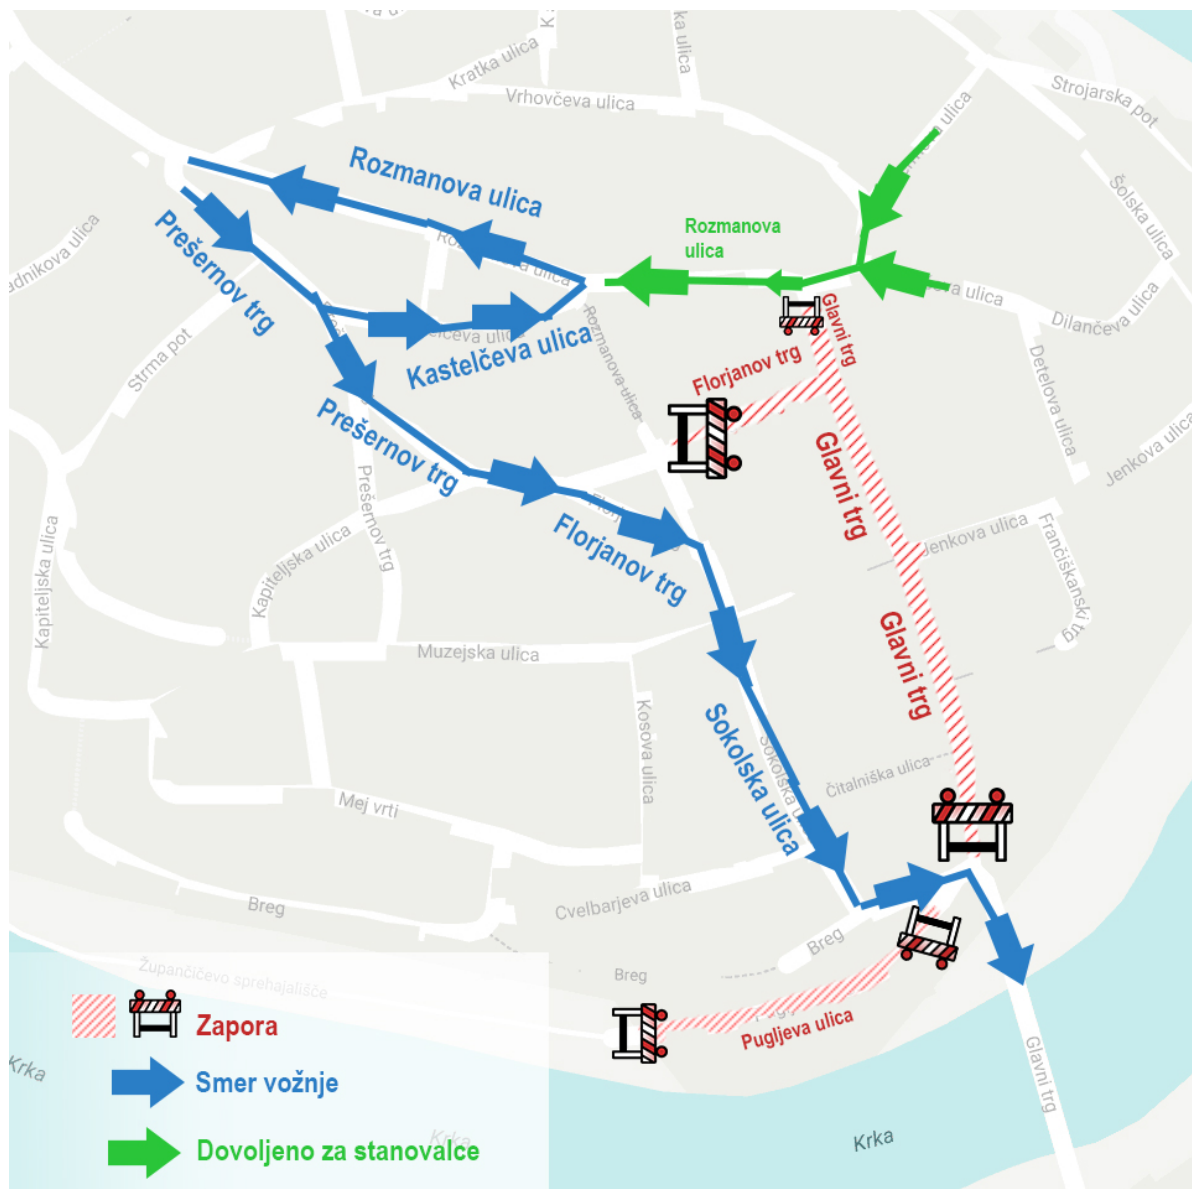 Kratka ulica
Vrhovčeva ulica
Strojarska pot
Šolska ulica
Rozmanova ulica
Prešernov trg
Rozmanova
ulica
ulica
Dilančeva ulica
Glavni trg
Rozmanova ulica
Kastelčeva ulica
Strma pot
Florjanov trg
Detelova ulica
Jenkova ulica
Prešernov trg
Glavni trg
Prešernov trg
Florjanov trg
Jenkova ulica
Frančiškanski trg
Kapiteljska ulica
Kapiteljska ulica
Glavni trg
Muzejska ulica
Kosova ulica
Sokolska ulica
Čitalniška ulica
Mej vrti
Cvelbarjeva ulica
Breg
Breg
Breg
Župančičevo sprehajališče
Pugljeva ulica
Glavni trg
Krka
Krka
Krka
Zapora
Smer vožnje
Dovoljeno za stanovalce